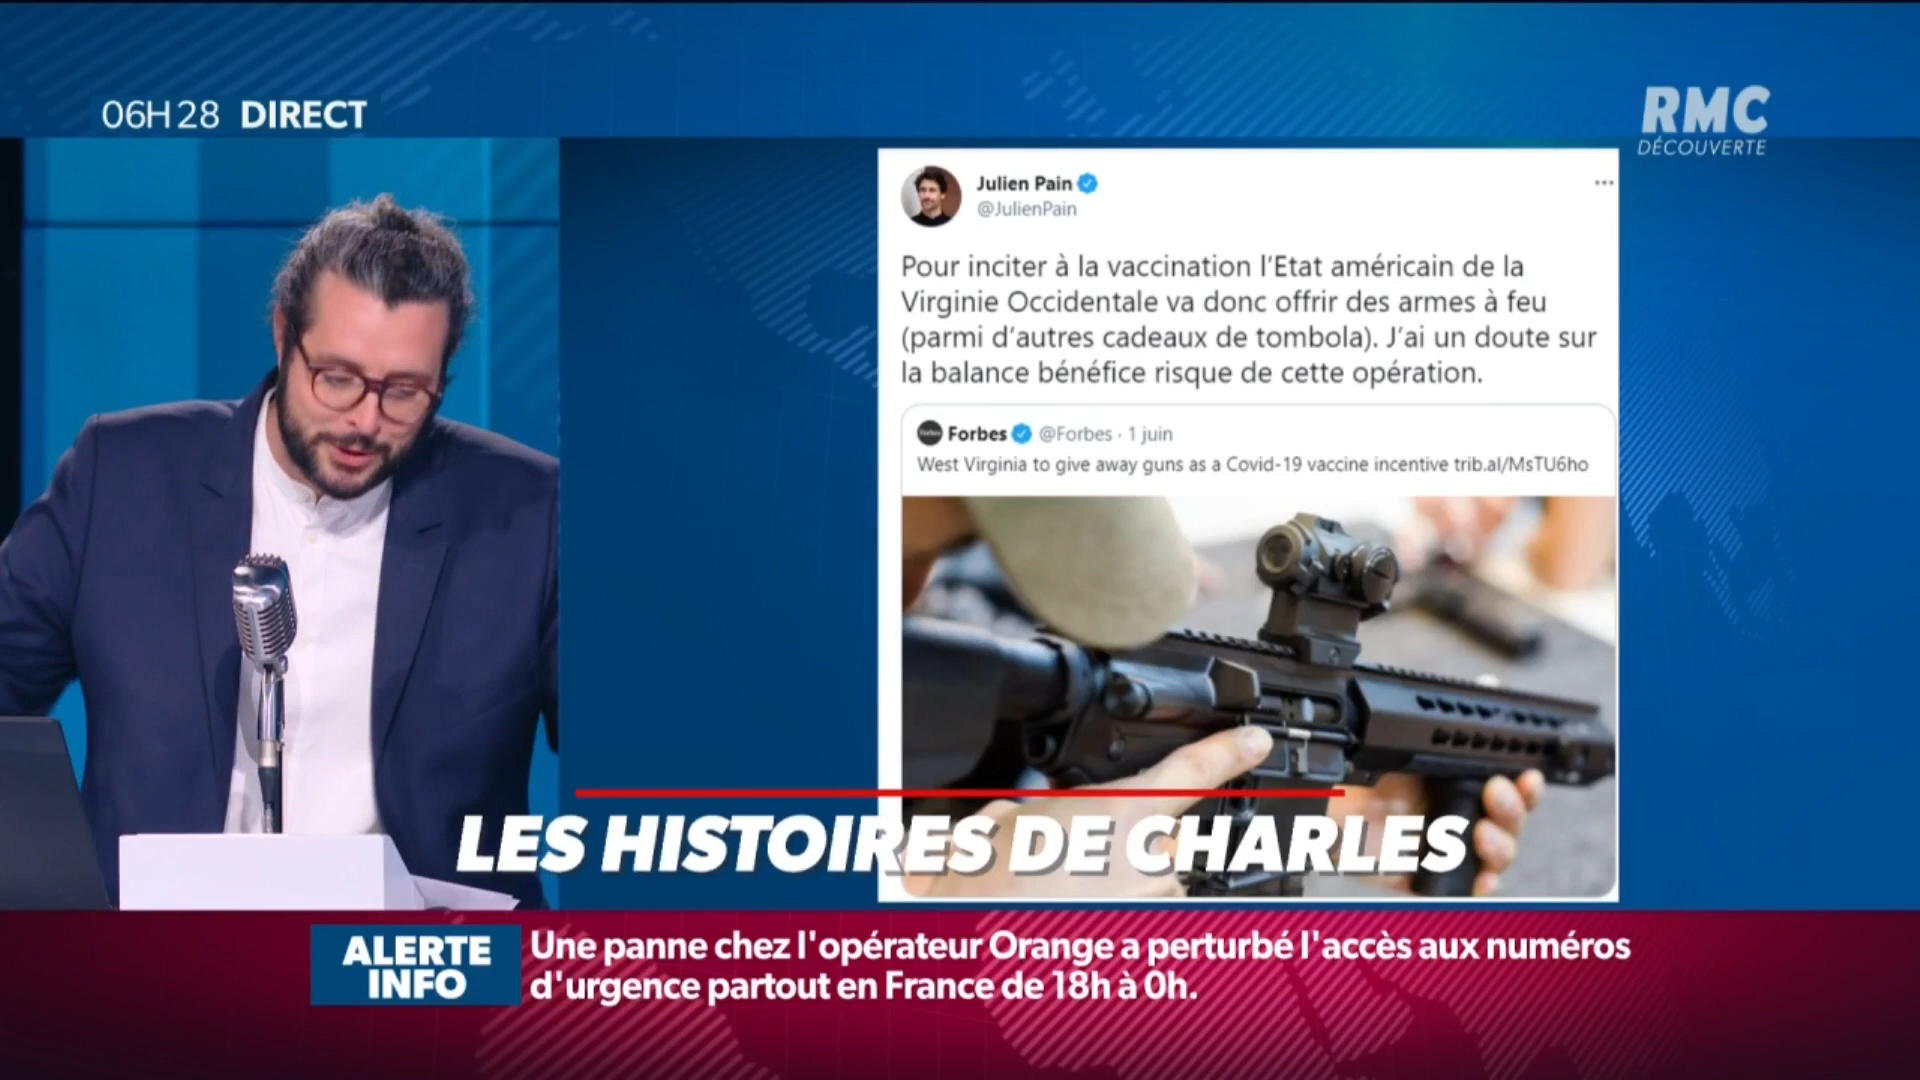 06H28 DIRECT
RMC
DÉCOUVERTE
Julien Pain
@JulienPain
Pour inciter à la vaccination l'Etat américain de la
Virginie Occidentale va donc offrir des armes à feu
(parmi d'autres cadeaux de tombola). J'ai un doute sur
la balance bénéfice risque de cette opération.
Forbes @Forbes · 1 juin
West Virginia to give away guns as a Covid-19 vaccine incentive trib.al/MsTU6ho
LES HISTOIRES DE CHARLES
ALERTE
INFO
Une panne chez l'opérateur Orange a perturbé l'accès aux numéros
d'urgence partout en France de 18h à 0h.